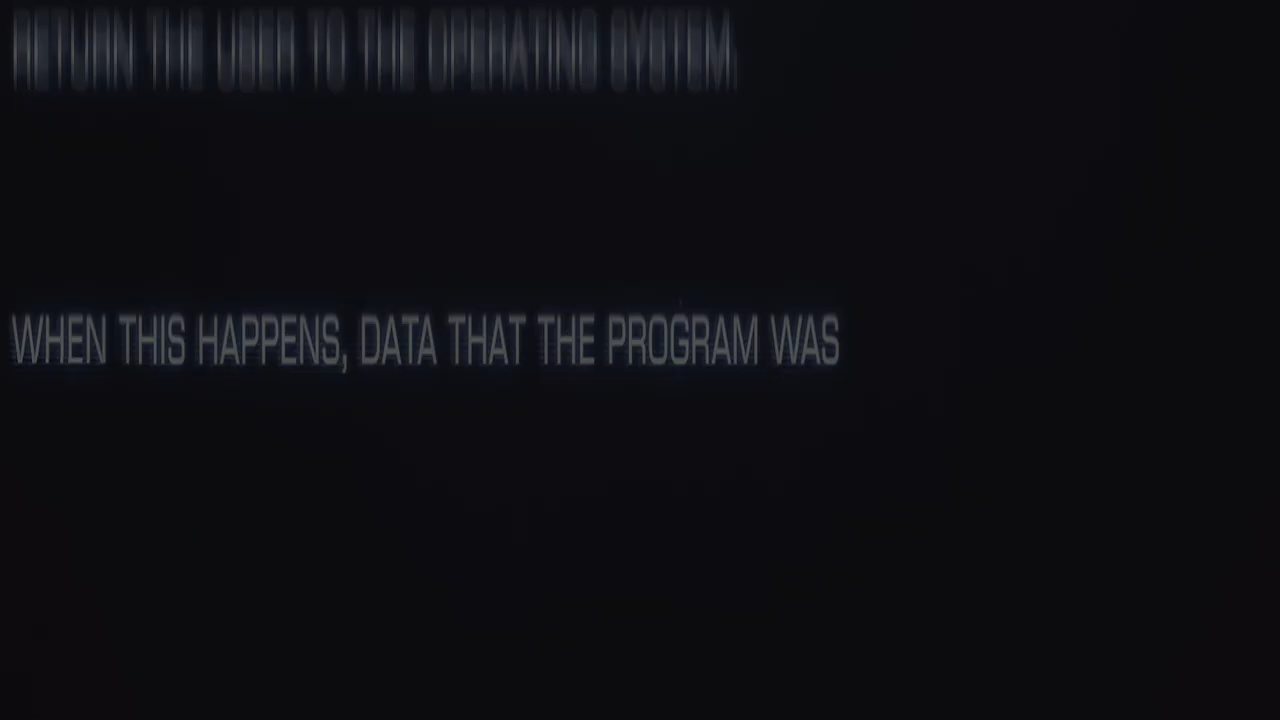 RETURN THE USER TO THE OPERATING SYSTEM.
WHEN THIS HAPPENS, DATA THAT THE PROGRAM WAS